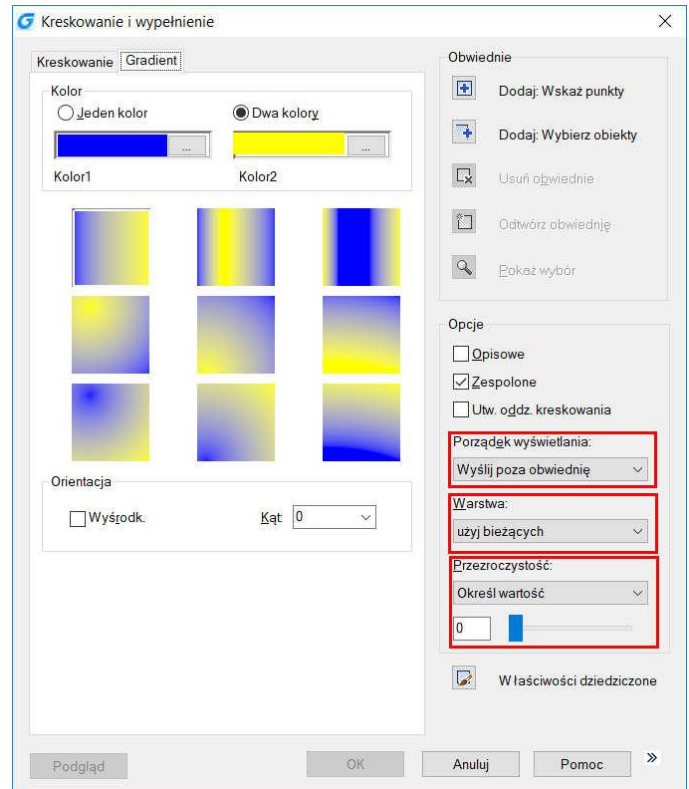 Kreskowanie i wypełnienie
Kreskowanie
Gradient
Kolor
Jeden kolor
Dwa kolory
...
...
Kolor1
Kolor2
Orientacja
Wyśrodk.
Kąt
0
Obwiednie
Dodaj: Wskaż punkty
Dodaj: Wybierz obiekty
Usuń obwiednie
Odtwórz obwiednię
Pokaż wybór
Opcje
Opisowe
Zespolone
Utw. oddz. kreskowania
Porządek wyświetlania:
Wyślij poza obwiednię
Warstwa:
użyj bieżących
Przezroczystość:
Określ wartość
0
Właściwości dziedziczone
Podgląd
OK
Anuluj
Pomoc
»